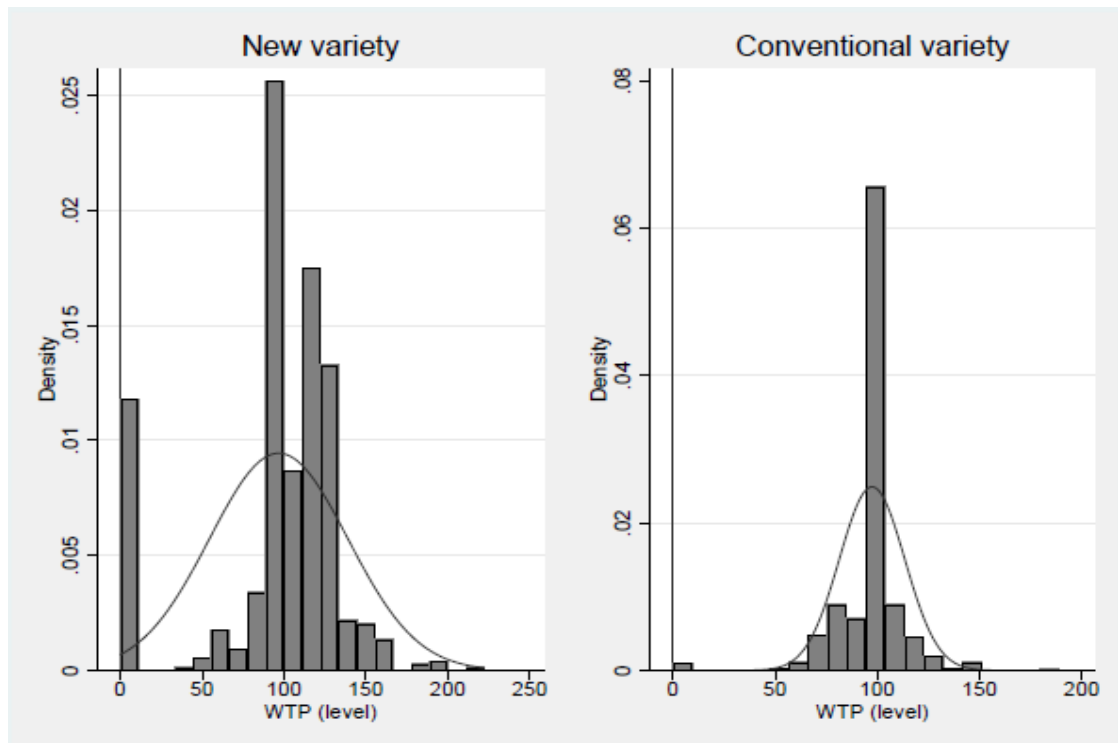 New variety
Conventional variety
Density
.025
.02
.015
.01
.005
0
0 50 100 150 200 250
WTP (level)
Density
.08
.06
.04
.02
0
0 50 100 150 200
WTP (level)